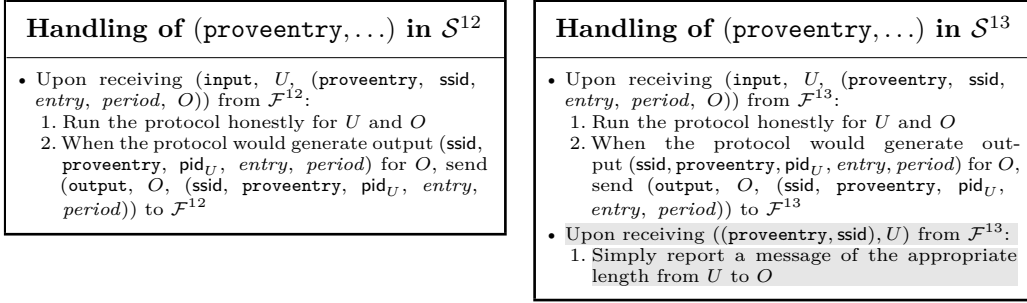 Handling of (proveentry,...) in S^12
• Upon receiving (input, U, (proveentry, ssid,
entry, period, O)) from F^12:
1. Run the protocol honestly for U and O
2. When the protocol would generate output (ssid,
proveentry, pid_U, entry, period) for O, send
(output, O, (ssid, proveentry, pid_U, entry,
period)) to F^12
Handling of (proveentry,...) in S^13
• Upon receiving (input, U, (proveentry, ssid,
entry, period, O)) from F^13:
1. Run the protocol honestly for U and O
2. When the protocol would generate out-
put (ssid, proveentry, pid_U, entry, period) for O,
send (output, O, (ssid, proveentry, pid_U,
entry, period)) to F^13
• Upon receiving ((proveentry, ssid), U) from F^13:
1. Simply report a message of the appropriate
length from U to O